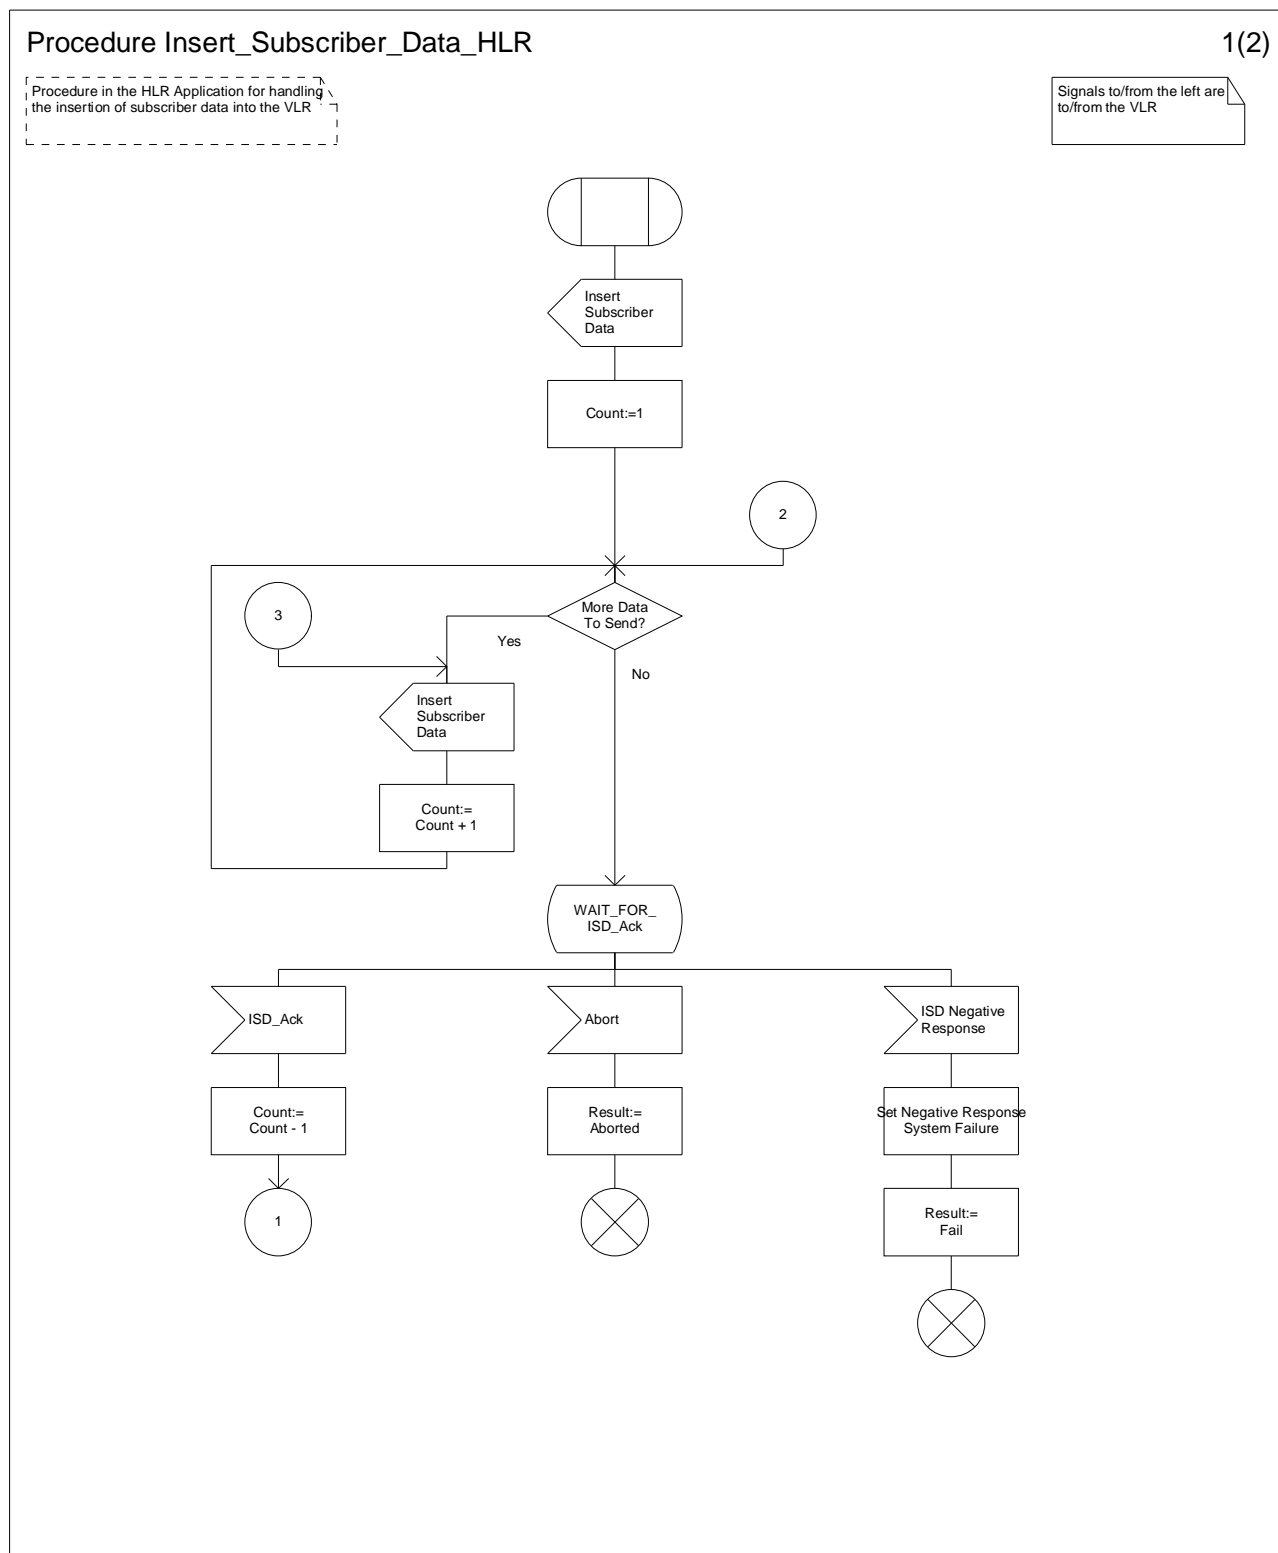 Procedure Insert_Subscriber_Data_HLR
1(2)
Procedure in the HLR Application for handling
the insertion of subscriber data into the VLR
Signals to/from the left are
to/from the VLR
Insert
Subscriber
Data
Count:=1
2
3
More Data
To Send?
Yes
No
Insert
Subscriber
Data
Count:=
Count + 1
WAIT_FOR_
ISD_Ack
ISD_Ack
Abort
ISD Negative
Response
Count:=
Count - 1
Result:=
Aborted
Set Negative Response
System Failure
1
Result:=
Fail